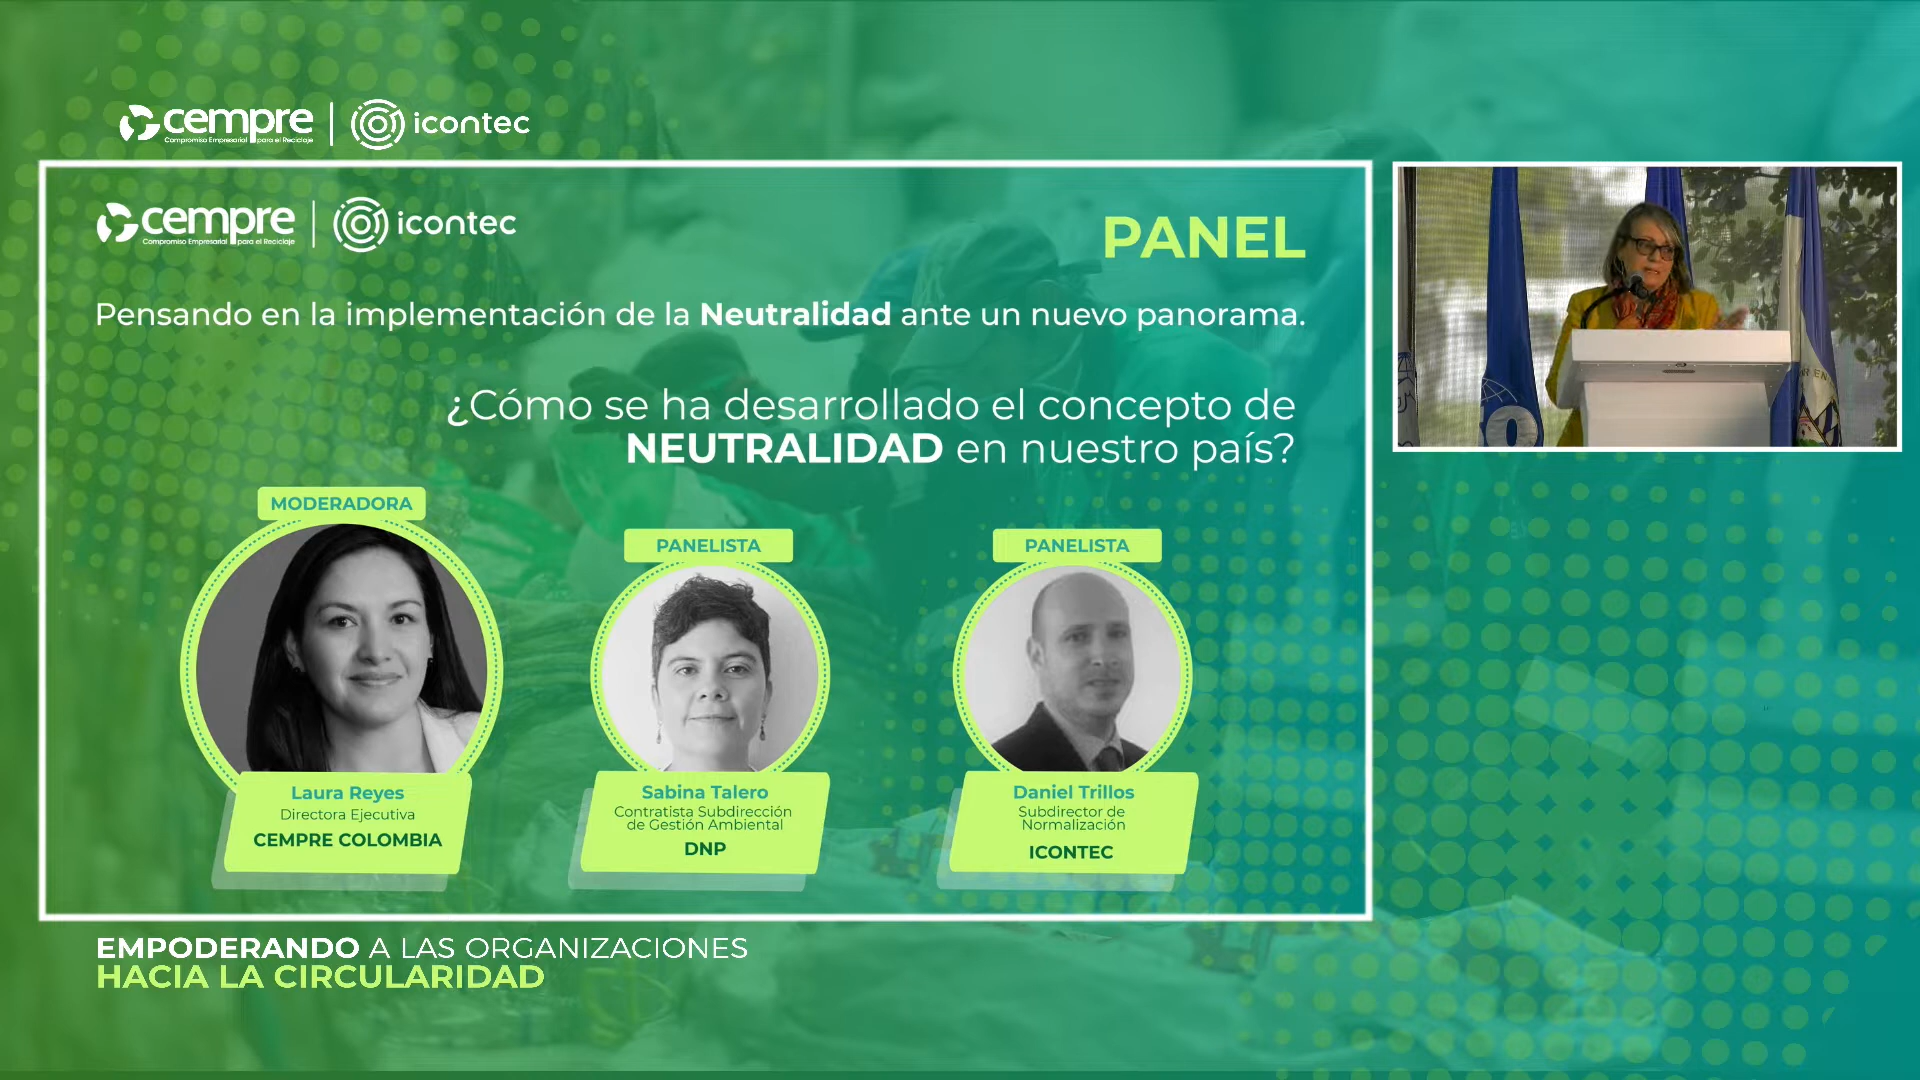 cempre
Compromiso Empresarial para el Reciclaje
icontec
cempre
Compromiso Empresarial para el Reciclaje
icontec
PANEL
Pensando en la implementación de la Neutralidad ante un nuevo panorama.
¿Cómo se ha desarrollado el concepto de
NEUTRALIDAD en nuestro país?
MODERADORA
Laura Reyes
Directora Ejecutiva
CEMPRE COLOMBIA
PANELISTA
Sabina Talero
Contratista Subdirección
de Gestión Ambiental
DNP
PANELISTA
Daniel Trillos
Subdirector de
Normalización
ICONTEC
EMPODERANDO A LAS ORGANIZACIONES
HACIA LA CIRCULARIDAD